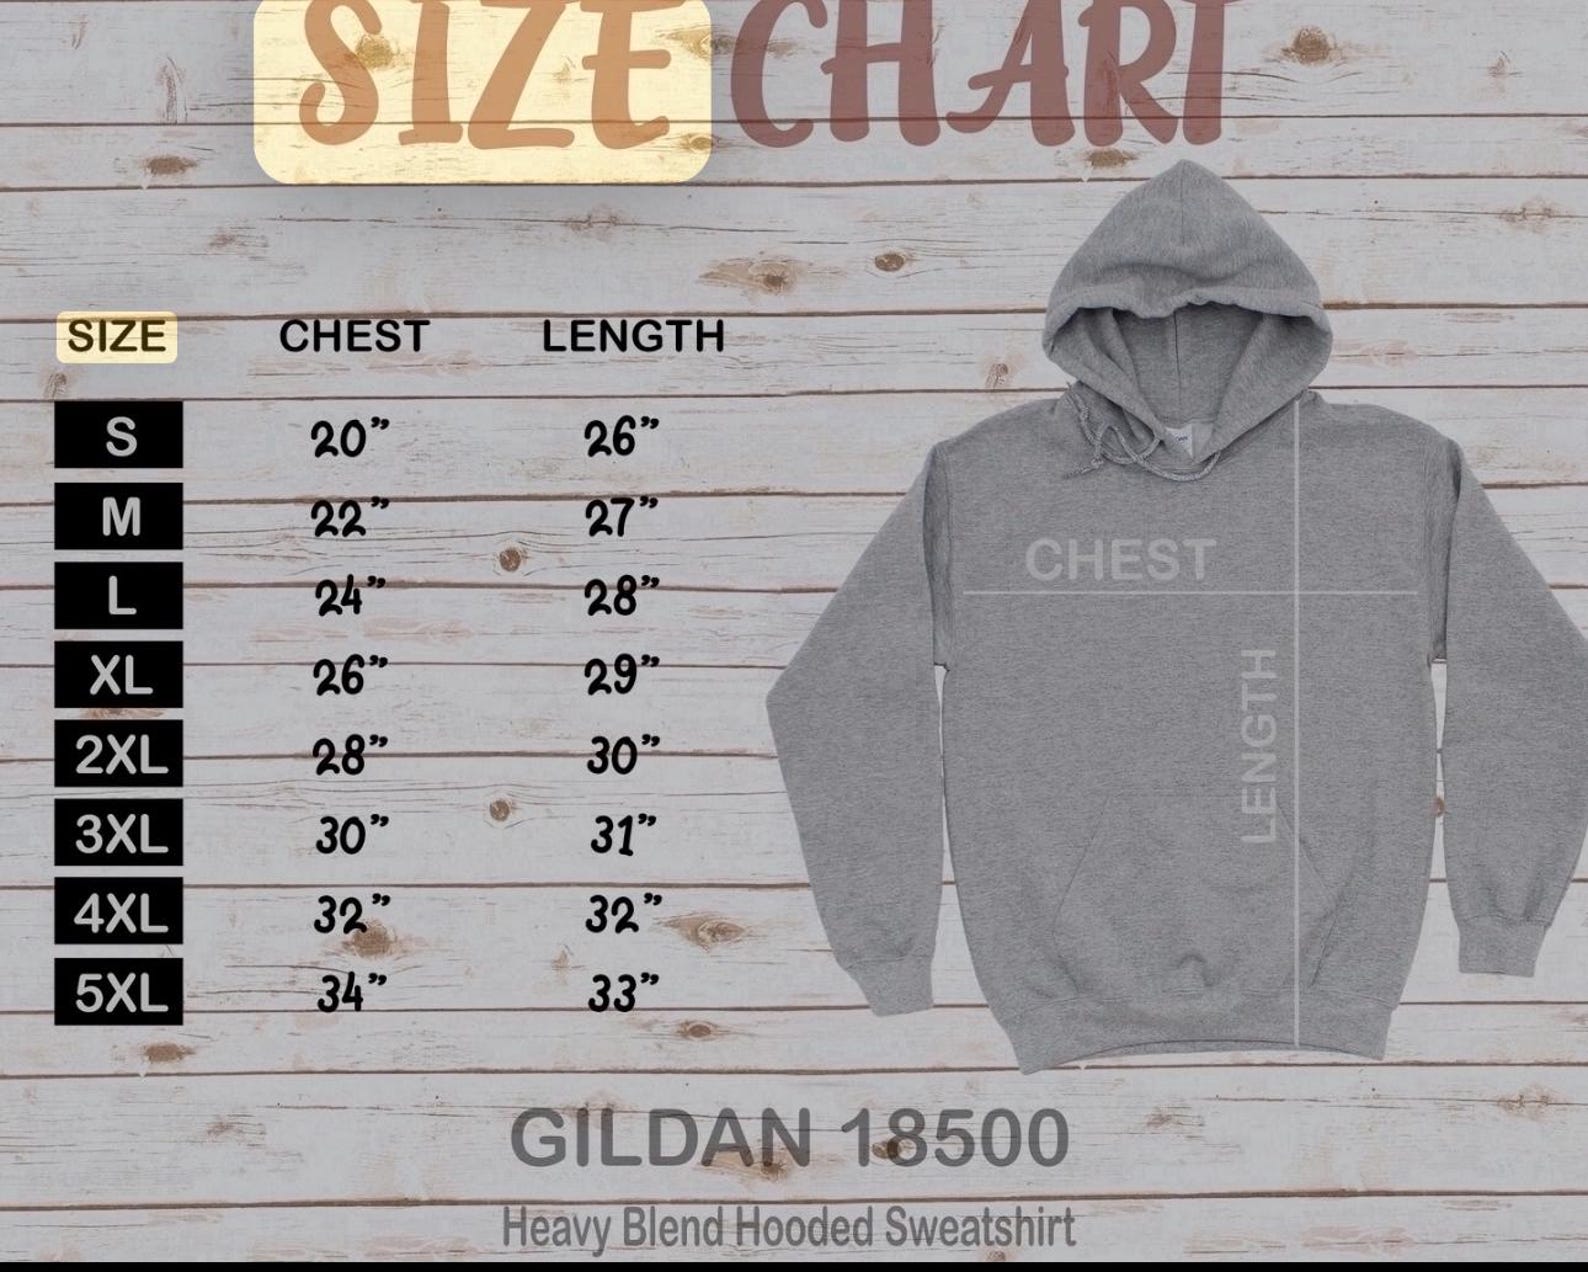 SIZE CHART
SIZE CHEST LENGTH
S 20” 26”
M 22” 27”
L 24” 28”
XL 26” 29”
2XL 28” 30”
3XL 30” 31”
4XL 32” 32”
5XL 34” 33”
CHEST
LENGTH
GILDAN 18500
Heavy Blend Hooded Sweatshirt